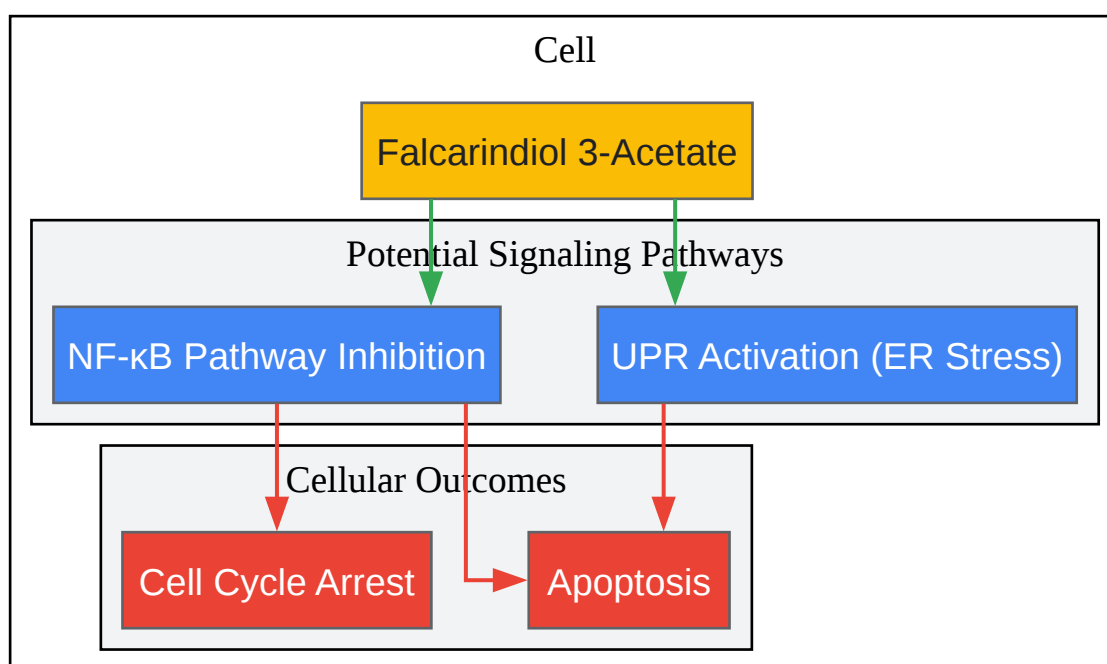 Cell
Falcarindiol 3-Acetate
Potential Signaling Pathways
NF-κB Pathway Inhibition
UPR Activation (ER Stress)
Cellular Outcomes
Cell Cycle Arrest
Apoptosis